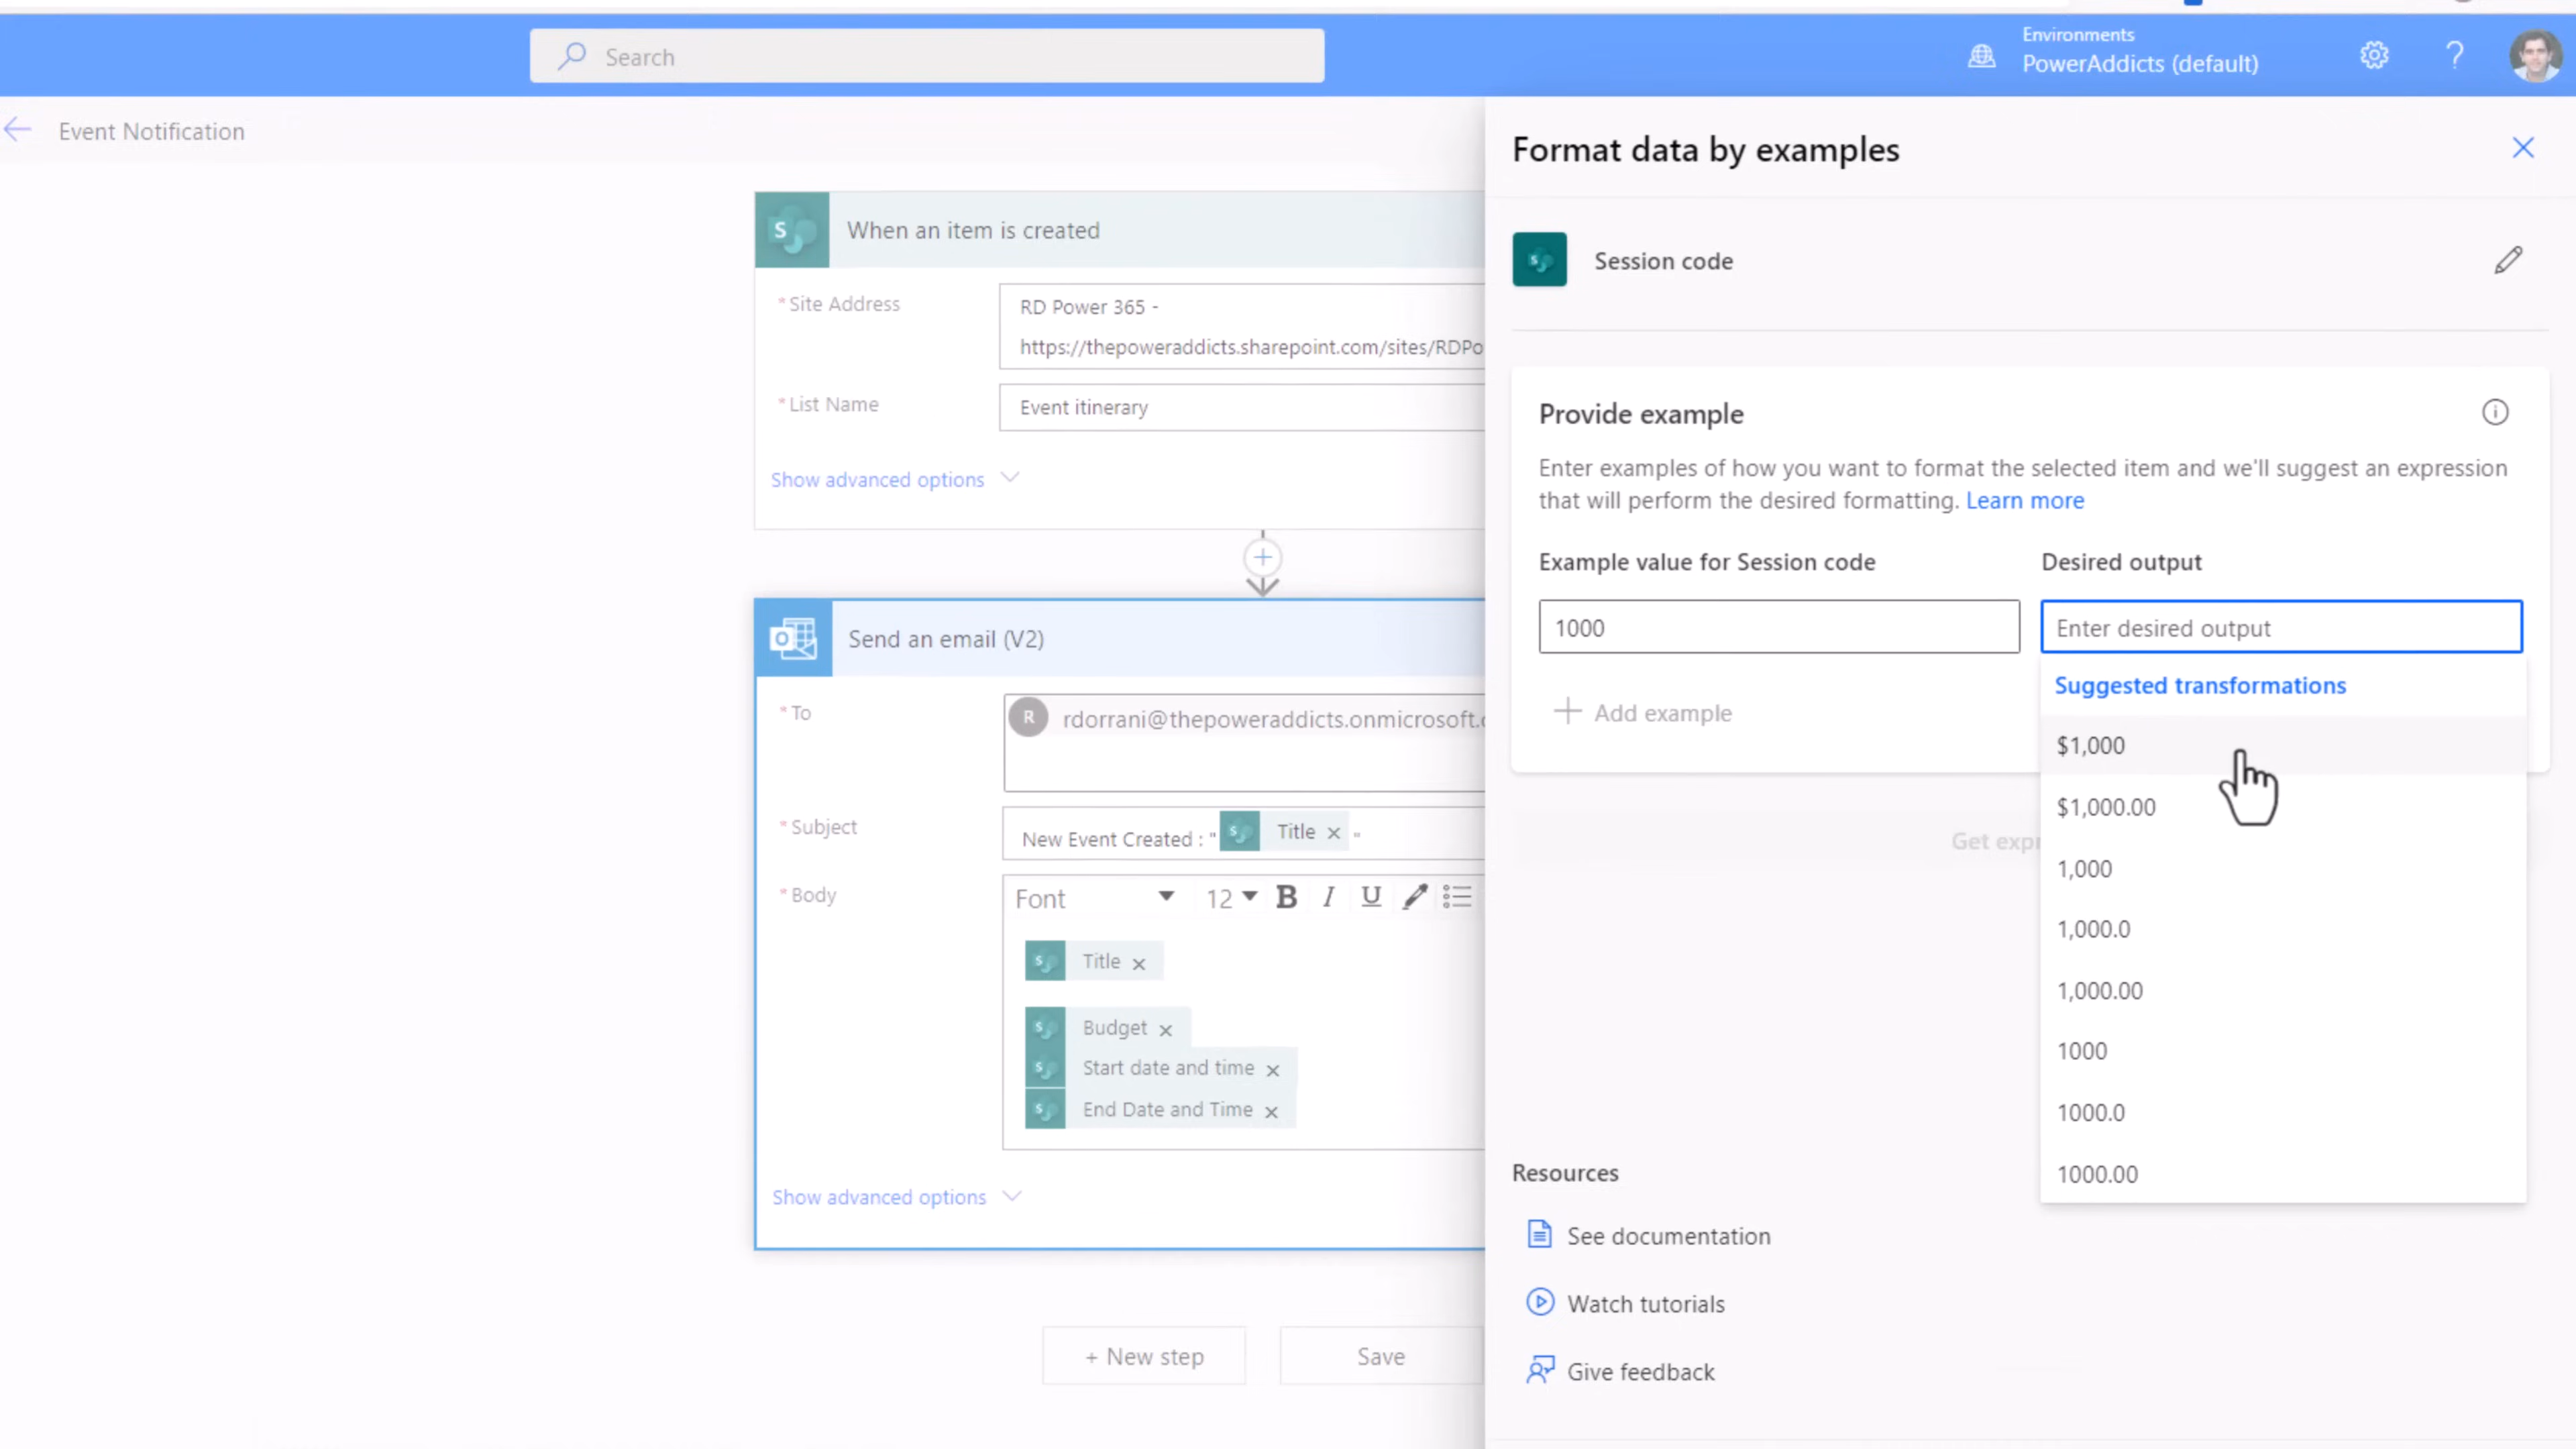 Search
Environments
PowerAddicts (default)
Event Notification
When an item is created
* Site Address
RD Power 365 -
https://thepoweraddicts.sharepoint.com/sites/RDPo
* List Name
Event itinerary
Show advanced options
Send an email (V2)
* To
R
rdorrani@thepoweraddicts.onmicrosoft.c
* Subject
New Event Created : " Title × "
* Body
Font
12
B I U
Title ×
Budget ×
Start date and time ×
End Date and Time ×
Show advanced options
+ New step
Save
Format data by examples
Session code
Provide example
Enter examples of how you want to format the selected item and we'll suggest an expression
that will perform the desired formatting. Learn more
Example value for Session code
Desired output
1000
Enter desired output
+ Add example
Suggested transformations
$1,000
$1,000.00
1,000
1,000.0
1,000.00
1000
1000.0
1000.00
Get expr
Resources
See documentation
Watch tutorials
Give feedback